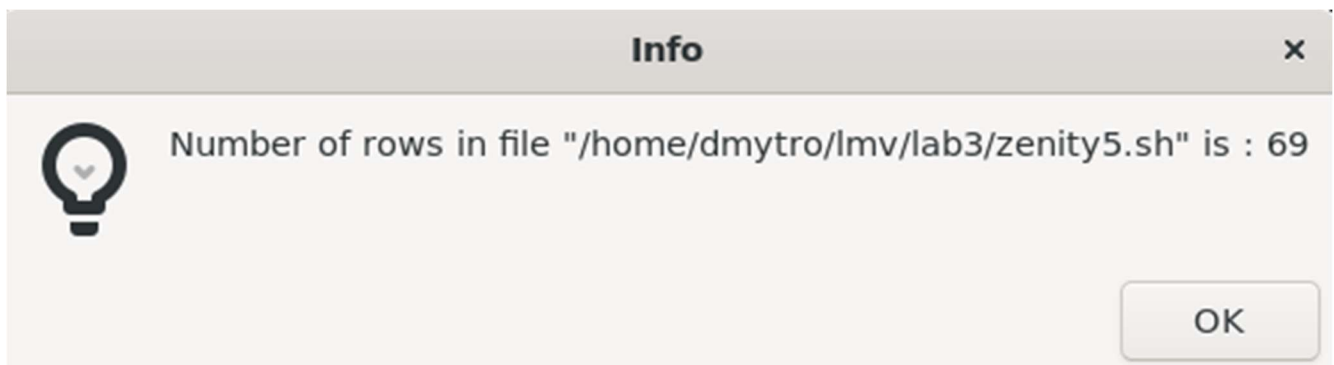 Info
Number of rows in file "/home/dmytro/lmv/lab3/zenity5.sh" is : 69
OK